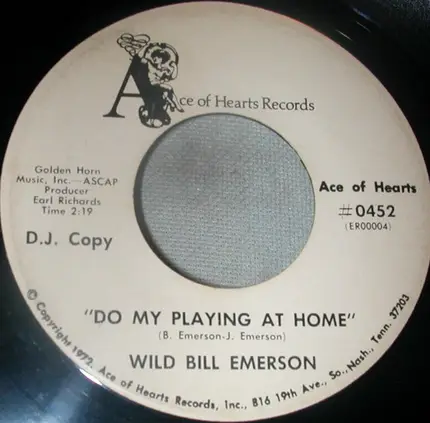 Ace of Hearts Records
Golden Horn
Music, Inc.—ASCAP
Producer
Earl Richards
Time 2:19
D.J. Copy
Ace of Hearts
#0452
(ER00004)
"DO MY PLAYING AT HOME"
(B. Emerson-J. Emerson)
WILD BILL EMERSON
© Copyright 1972. Ace of Hearts Records, Inc., 816 19th Ave., So., Nash., Tenn. 37203